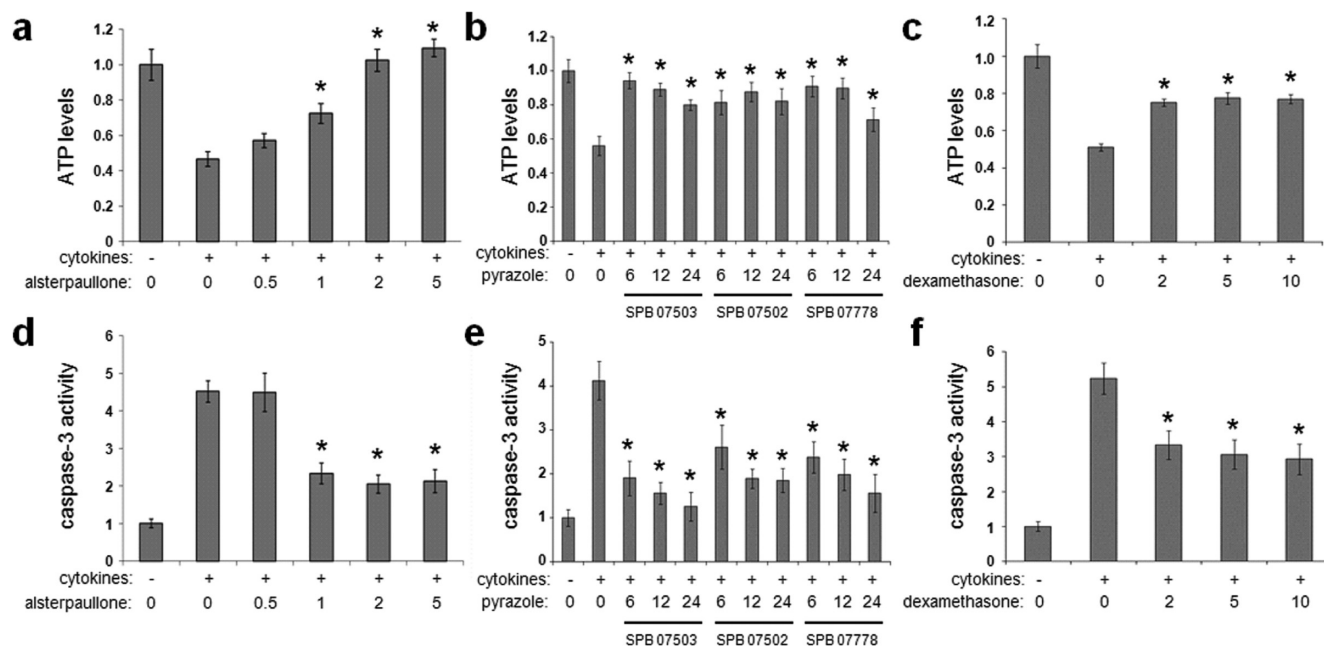 a
1.2
1.0
0.8
0.6
0.4
0.2
0
ATP levels
*
*
*
cytokines: - + + + + +
alsterpaullone: 0 0 0.5 1 2 5
b
1.2
1
0.8
0.6
0.4
0.2
0
ATP levels
* * * * * * * * *
cytokines: - + + + + + + + + + +
pyrazole: 0 0 6 12 24 6 12 24 6 12 24
SPB 07503 SPB 07502 SPB 07778
c
1.2
1.0
0.8
0.6
0.4
0.2
0
ATP levels
* * *
cytokines: - + + + +
dexamethasone: 0 0 2 5 10
d
6
5
4
3
2
1
0
caspase-3 activity
* * *
cytokines: - + + + + +
alsterpaullone: 0 0 0.5 1 2 5
e
5
4
3
2
1
0
caspase-3 activity
* * * * * * * * *
cytokines: - + + + + + + + + + +
pyrazole: 0 0 6 12 24 6 12 24 6 12 24
SPB 07503 SPB 07502 SPB 07778
f
6
5
4
3
2
1
0
caspase-3 activity
* * *
cytokines: - + + + +
dexamethasone: 0 0 2 5 10